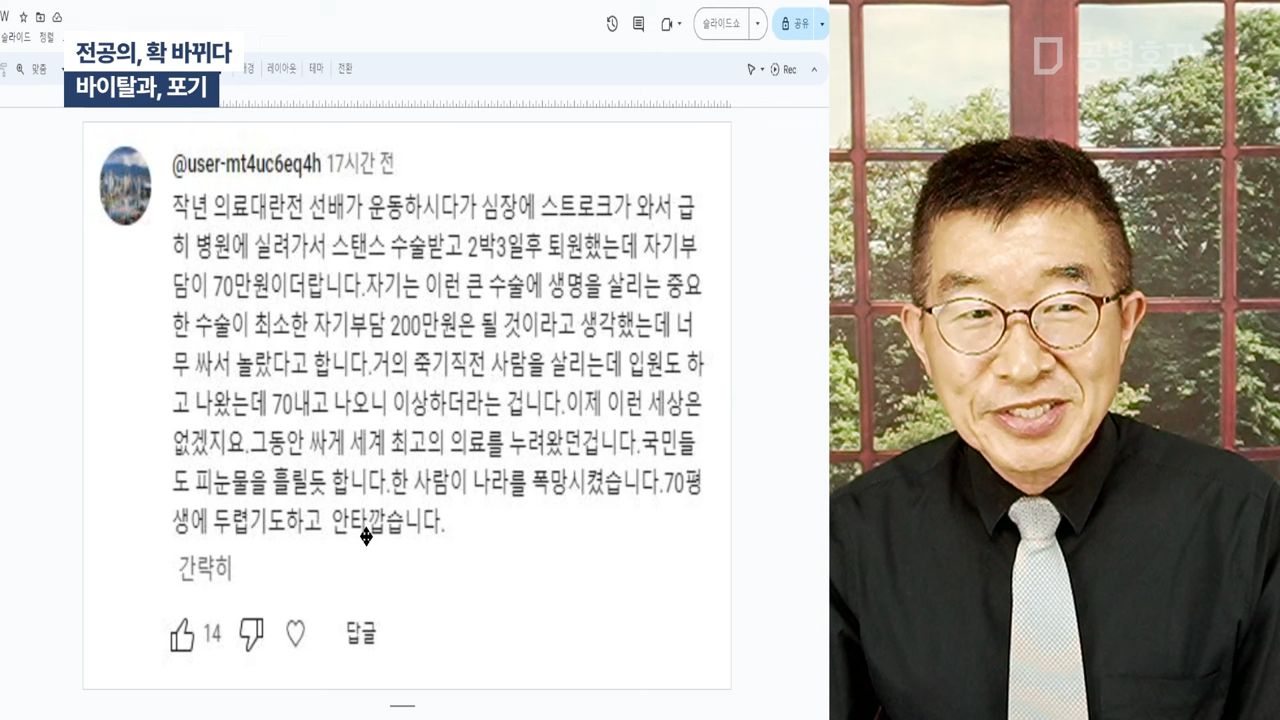 W
슬라이드 정렬
전공의, 확 바뀌다
바이탈과, 포기
맞춤
레이아웃 테마 전환
슬라이드쇼
공유
Rec
공병호TV
@user-mt4uc6eq4h 17시간 전
작년 의료대란전 선배가 운동하시다가 심장에 스트로크가 와서 급
히 병원에 실려가서 스탠스 수술받고 2박3일후 퇴원했는데 자기부
담이 70만원이더랍니다.자기는 이런 큰 수술에 생명을 살리는 중요
한 수술이 최소한 자기부담 200만원은 될 것이라고 생각했는데 너
무 싸서 놀랐다고 합니다.거의 죽기직전 사람을 살리는데 입원도 하
고 나왔는데 70내고 나오니 이상하더라는 겁니다.이제 이런 세상은
없겠지요.그동안 싸게 세계 최고의 의료를 누려왔던겁니다.국민들
도 피눈물을 흘릴듯 합니다.한 사람이 나라를 폭망시켰습니다.70평
생에 두렵기도하고 안타깝습니다.
간략히
14
답글